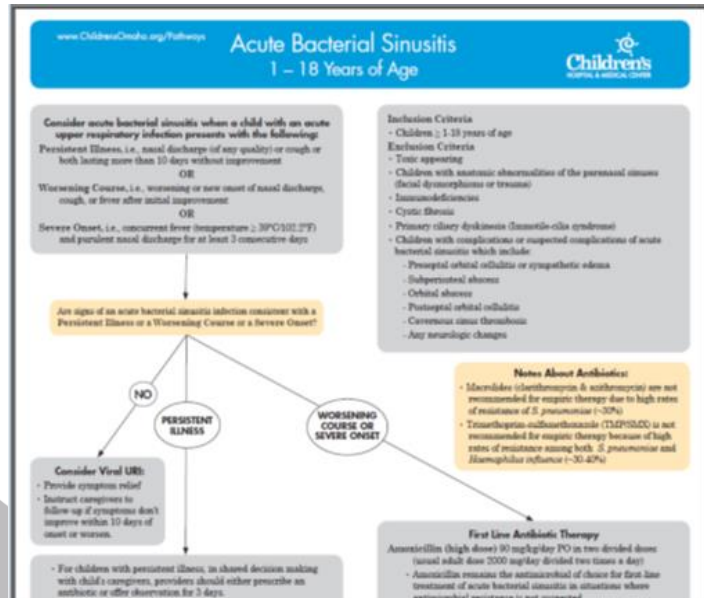 www.ChildrensOmaha.org/Pathways
Acute Bacterial Sinusitis
1 – 18 Years of Age
Children's
HOSPITAL & MEDICAL CENTER
Consider acute bacterial sinusitis when a child with an acute
upper respiratory infection presents with the following:
Persistent Illness, i.e., nasal discharge (of any quality) or cough or
both lasting more than 10 days without improvement
OR
Worsening Course, i.e., worsening or new onset of nasal discharge,
cough, or fever after initial improvement
OR
Severe Onset, i.e., concurrent fever (temperature ≥ 39°C/102.2°F)
and purulent nasal discharge for at least 3 consecutive days
Inclusion Criteria
· Children ≥ 1-18 years of age
Exclusion Criteria
· Toxic appearing
· Children with anatomic abnormalities of the paranasal sinuses
(facial dysmorphisms or trauma)
· Immunodeficiencies
· Cystic fibrosis
· Primary ciliary dyskinesia (Immotile-cilia syndrome)
· Children with complications or suspected complications of acute
bacterial sinusitis which include:
- Preseptal orbital cellulitis or sympathetic edema
- Subperiosteal abscess
- Orbital abscess
- Postseptal orbital cellulitis
- Cavernous sinus thrombosis
- Any neurologic changes
Are signs of an acute bacterial sinusitis infection consistent with a
Persistent Illness or a Worsening Course or a Severe Onset?
NO
PERSISTENT
ILLNESS
WORSENING
COURSE OR
SEVERE ONSET
Notes About Antibiotics:
· Macrolides (clarithromycin & azithromycin) are not
recommended for empiric therapy due to high rates
of resistance of S. pneumoniae (~30%)
· Trimethoprim-sulfamethoxazole (TMP/SMX) is not
recommended for empiric therapy because of high
rates of resistance among both S. pneumoniae and
Haemophilus influence (~30-40%)
Consider Viral URI:
· Provide symptom relief
· Instruct caregivers to
follow-up if symptoms don't
improve within 10 days of
onset or worsen.
· For children with persistent illness, in shared decision making
with child's caregivers, providers should either prescribe an
antibiotic or offer observation for 3 days.
First Line Antibiotic Therapy
Amoxicillin (high dose) 90 mg/kg/day PO in two divided doses
(usual adult dose 2000 mg/day divided two times a day)
· Amoxicillin remains the antimicrobial of choice for first-line
treatment of acute bacterial sinusitis in situations where
antimicrobial resistance is not suspected